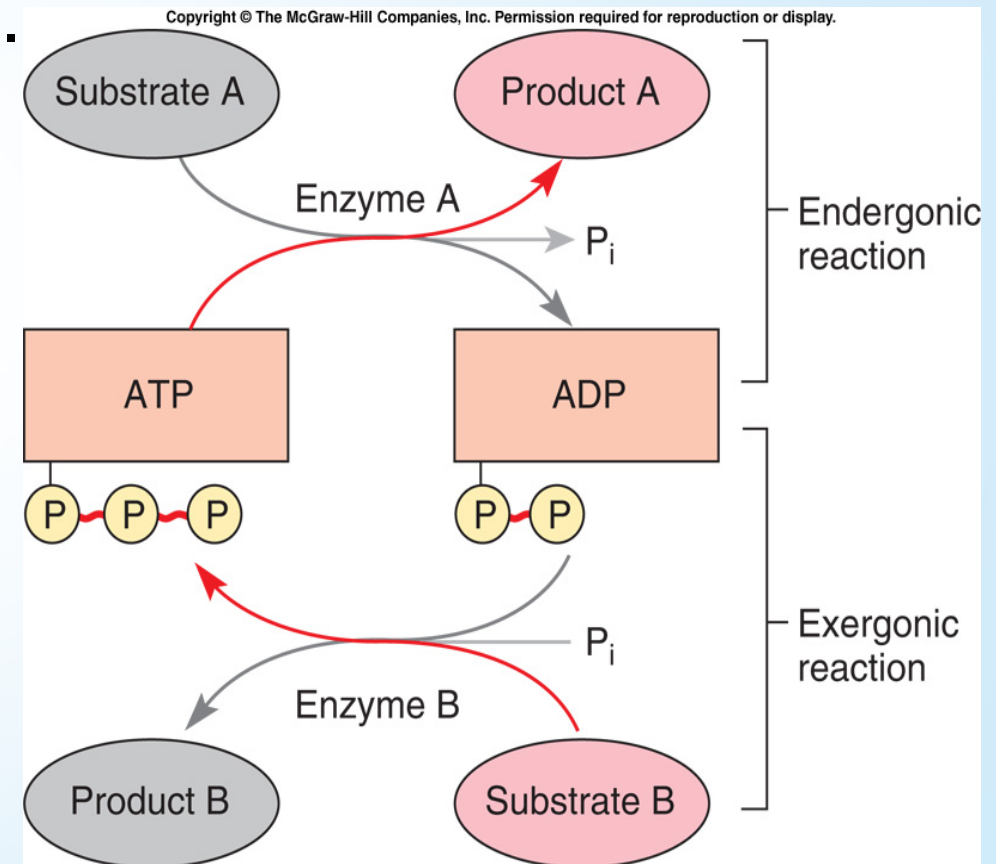 Copyright © The McGraw-Hill Companies, Inc. Permission required for reproduction or display.
Substrate A
Product A
Enzyme A
Pi
Endergonic
reaction
ATP
ADP
P P P
P P
Pi
Exergonic
reaction
Enzyme B
Product B
Substrate B